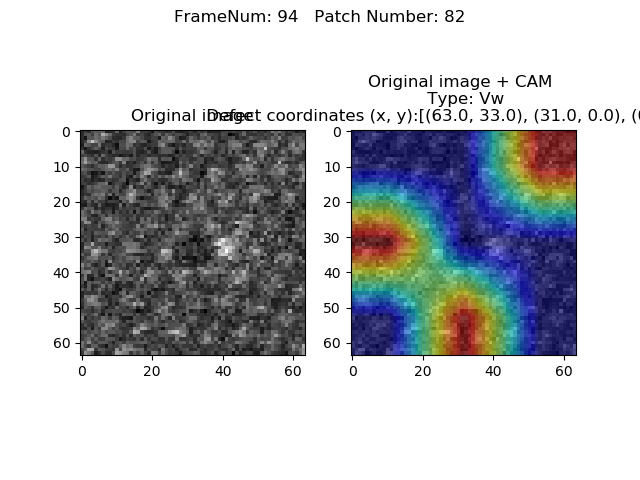 FrameNum: 94   Patch Number: 82
Original image + CAM
Type: Vw
Original image
Defect coordinates (x, y):[(63.0, 33.0), (31.0, 0.0), (
0
10
20
30
40
50
60
0 20 40 60
0
10
20
30
40
50
60
0 20 40 60